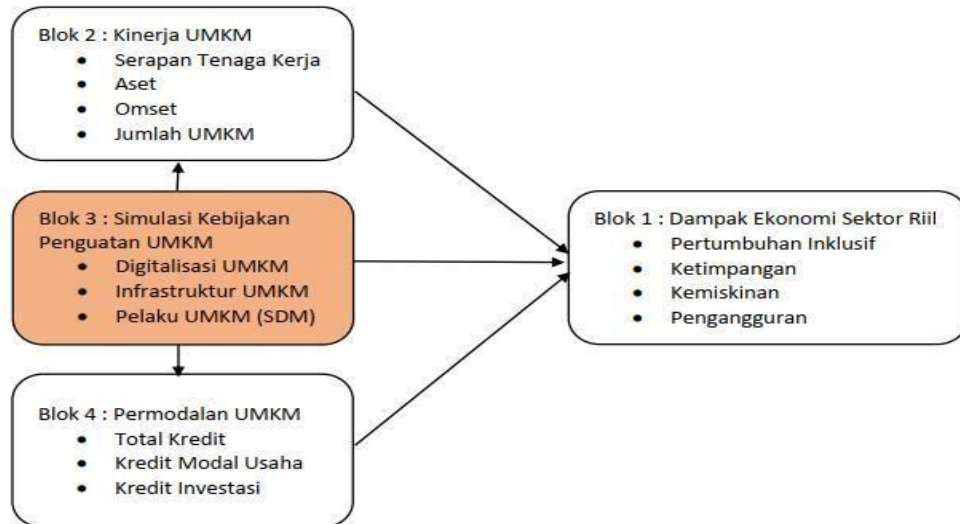 Blok 2 : Kinerja UMKM
• Serapan Tenaga Kerja
• Aset
• Omset
• Jumlah UMKM
Blok 3 : Simulasi Kebijakan
Penguatan UMKM
• Digitalisasi UMKM
• Infrastruktur UMKM
• Pelaku UMKM (SDM)
Blok 4 : Permodalan UMKM
• Total Kredit
• Kredit Modal Usaha
• Kredit Investasi
Blok 1 : Dampak Ekonomi Sektor Riil
• Pertumbuhan Inklusif
• Ketimpangan
• Kemiskinan
• Pengangguran